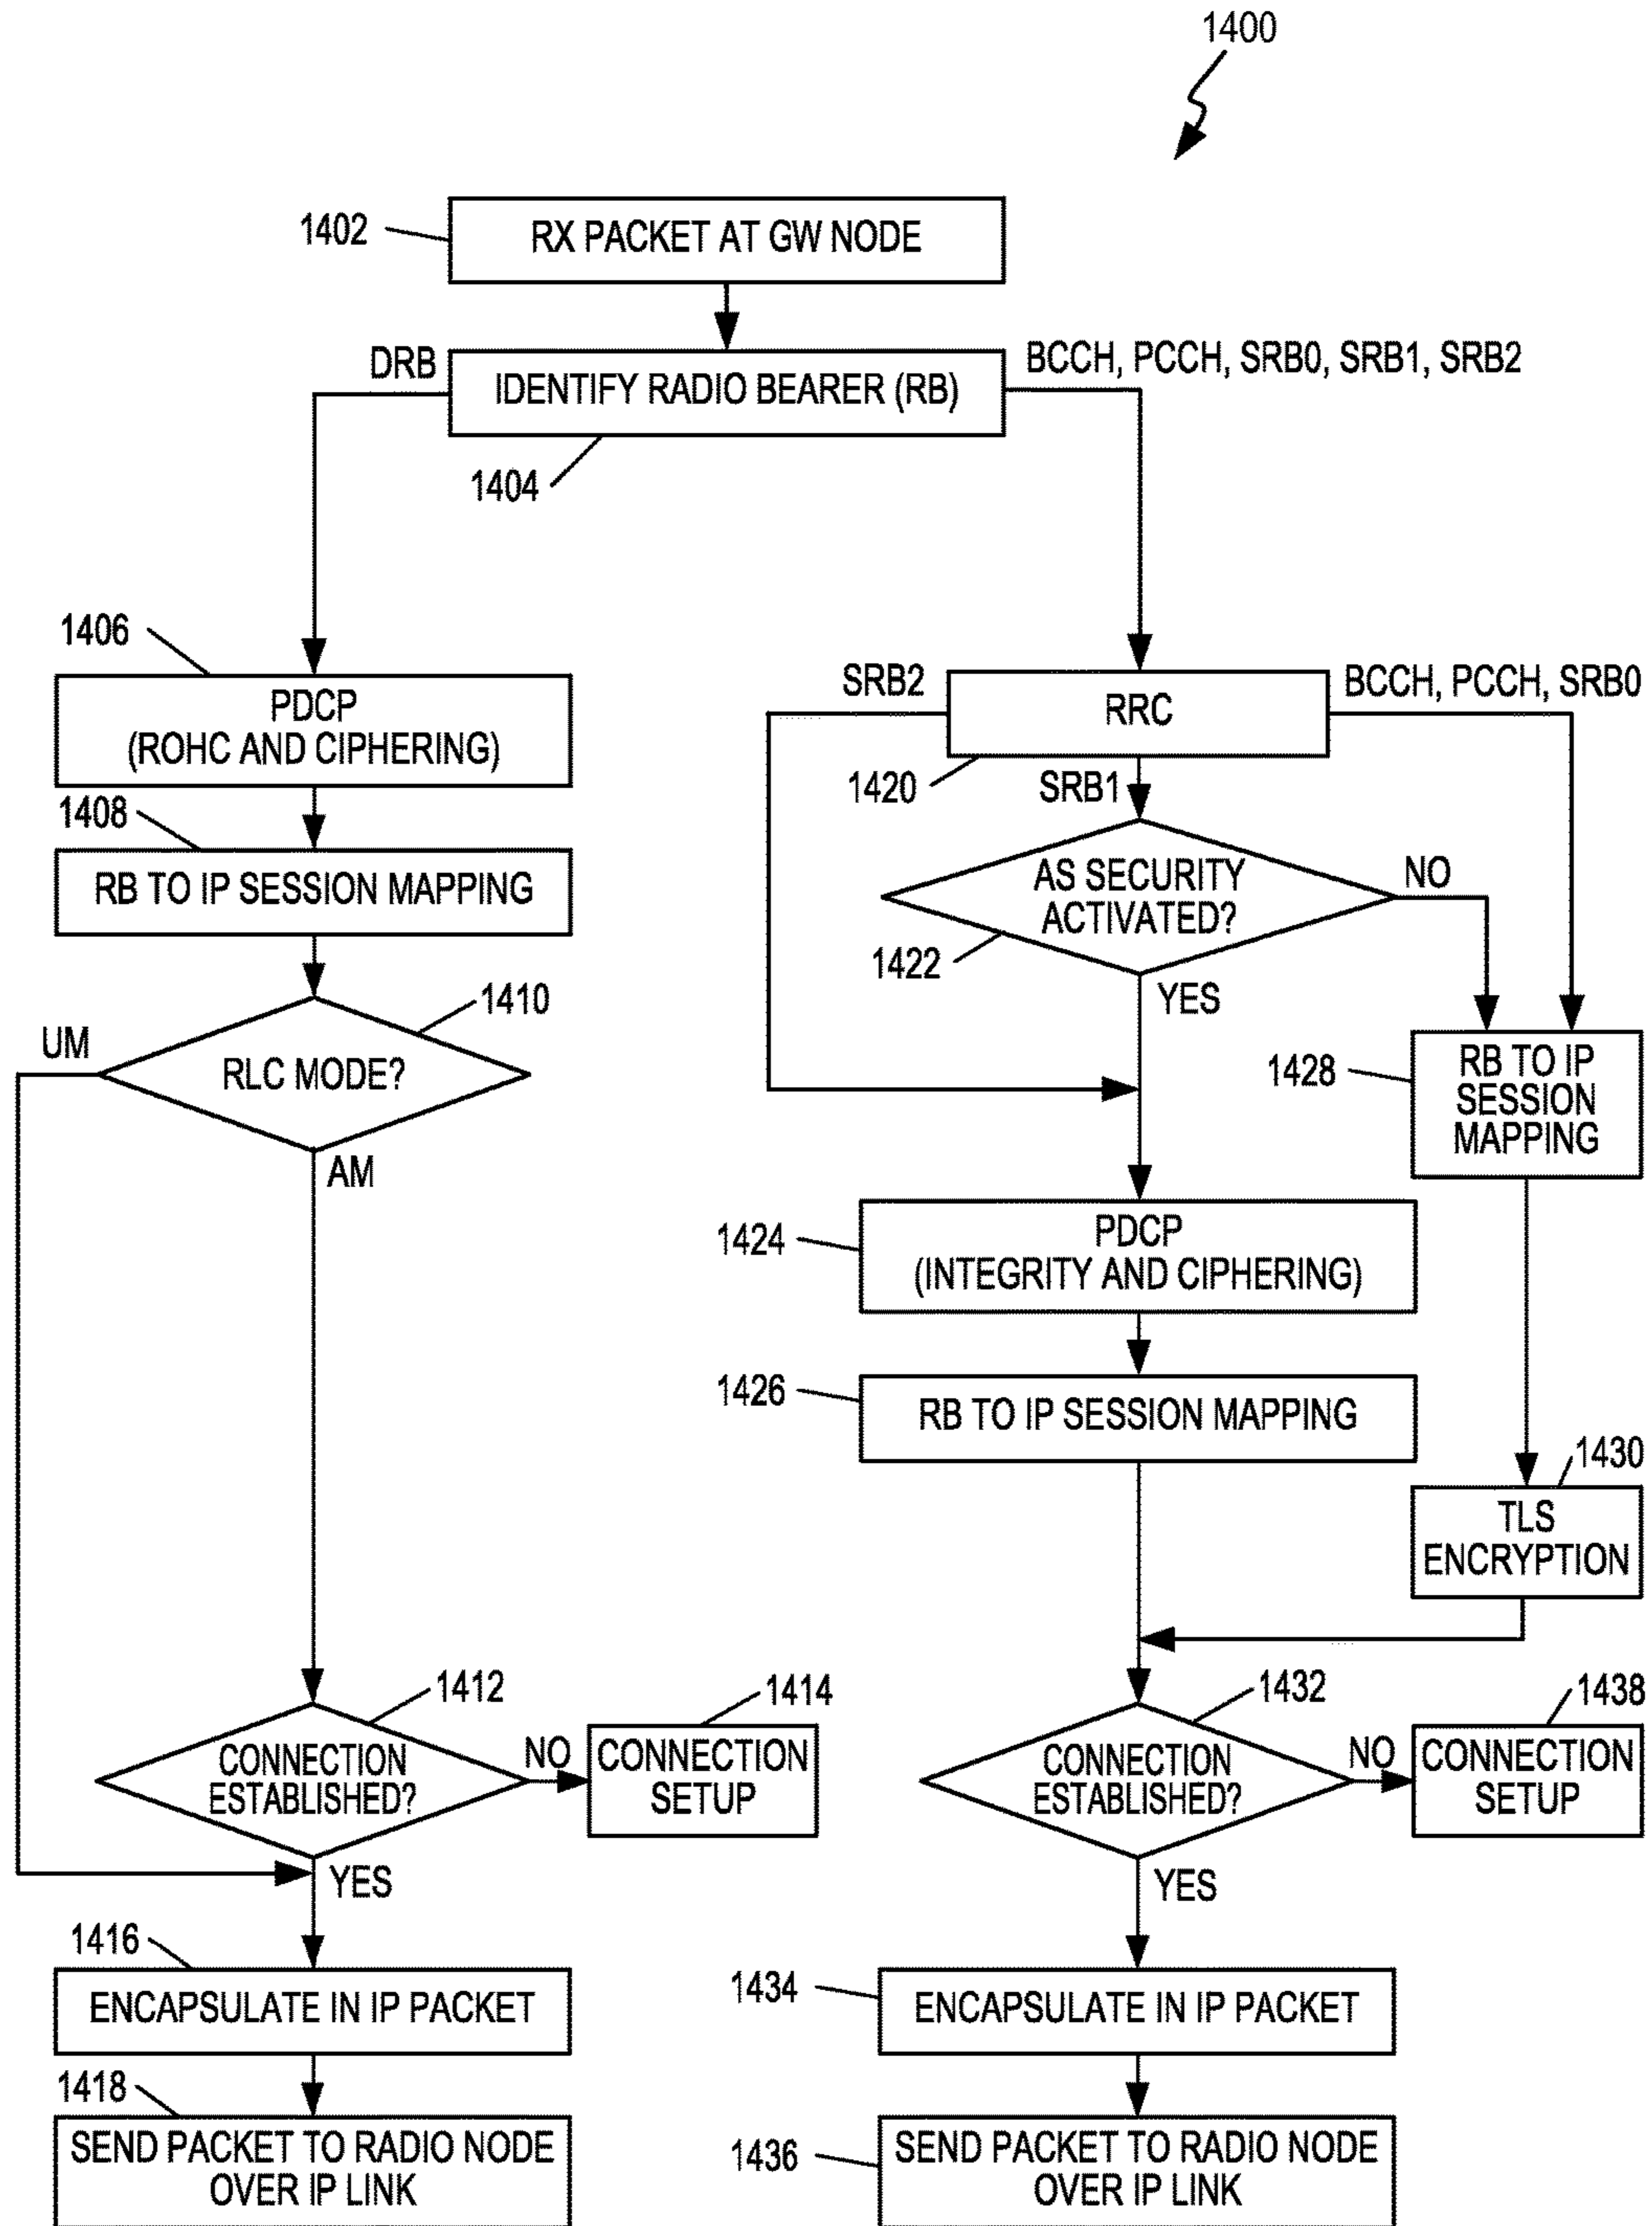 1400
1402
RX PACKET AT GW NODE
DRB
IDENTIFY RADIO BEARER (RB)
BCCH, PCCH, SRB0, SRB1, SRB2
1404
1406
PDCP
(ROHC AND CIPHERING)
1408
RB TO IP SESSION MAPPING
1410
UM
RLC MODE?
AM
SRB2
RRC
BCCH, PCCH, SRB0
1420
SRB1
AS SECURITY
ACTIVATED?
NO
1422
YES
1428
RB TO IP
SESSION
MAPPING
1424
PDCP
(INTEGRITY AND CIPHERING)
1426
RB TO IP SESSION MAPPING
1430
TLS
ENCRYPTION
1412
1414
CONNECTION
ESTABLISHED?
NO
CONNECTION
SETUP
YES
1432
1438
CONNECTION
ESTABLISHED?
NO
CONNECTION
SETUP
YES
1416
ENCAPSULATE IN IP PACKET
1434
ENCAPSULATE IN IP PACKET
1418
SEND PACKET TO RADIO NODE
OVER IP LINK
1436
SEND PACKET TO RADIO NODE
OVER IP LINK